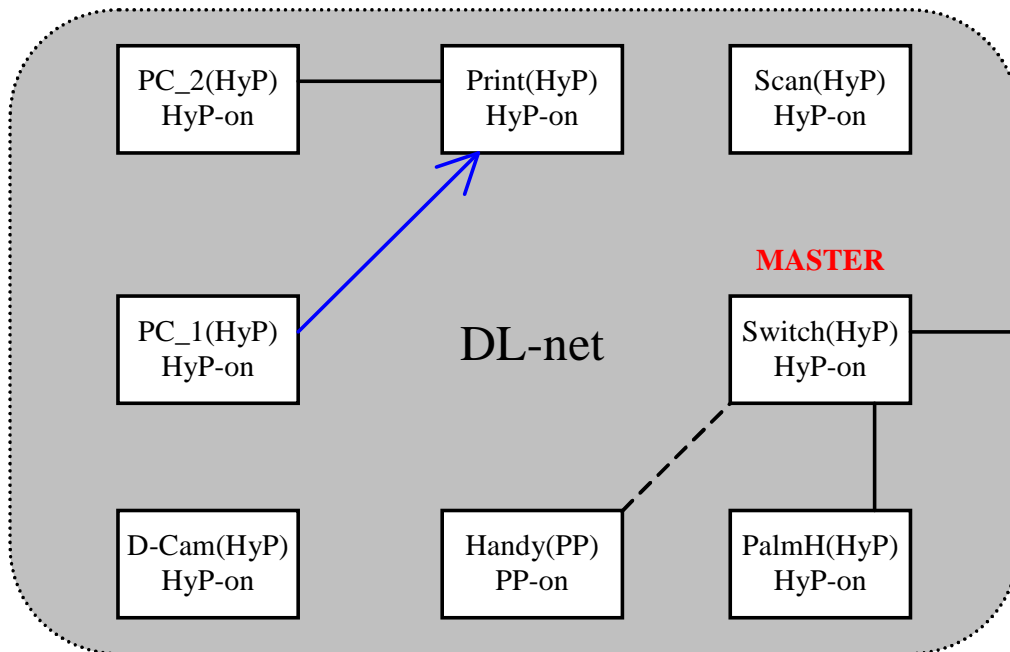 PC_2(HyP)
HyP-on
Print(HyP)
HyP-on
Scan(HyP)
HyP-on
MASTER
PC_1(HyP)
HyP-on
DL-net
Switch(HyP)
HyP-on
D-Cam(HyP)
HyP-on
Handy(PP)
PP-on
PalmH(HyP)
HyP-on